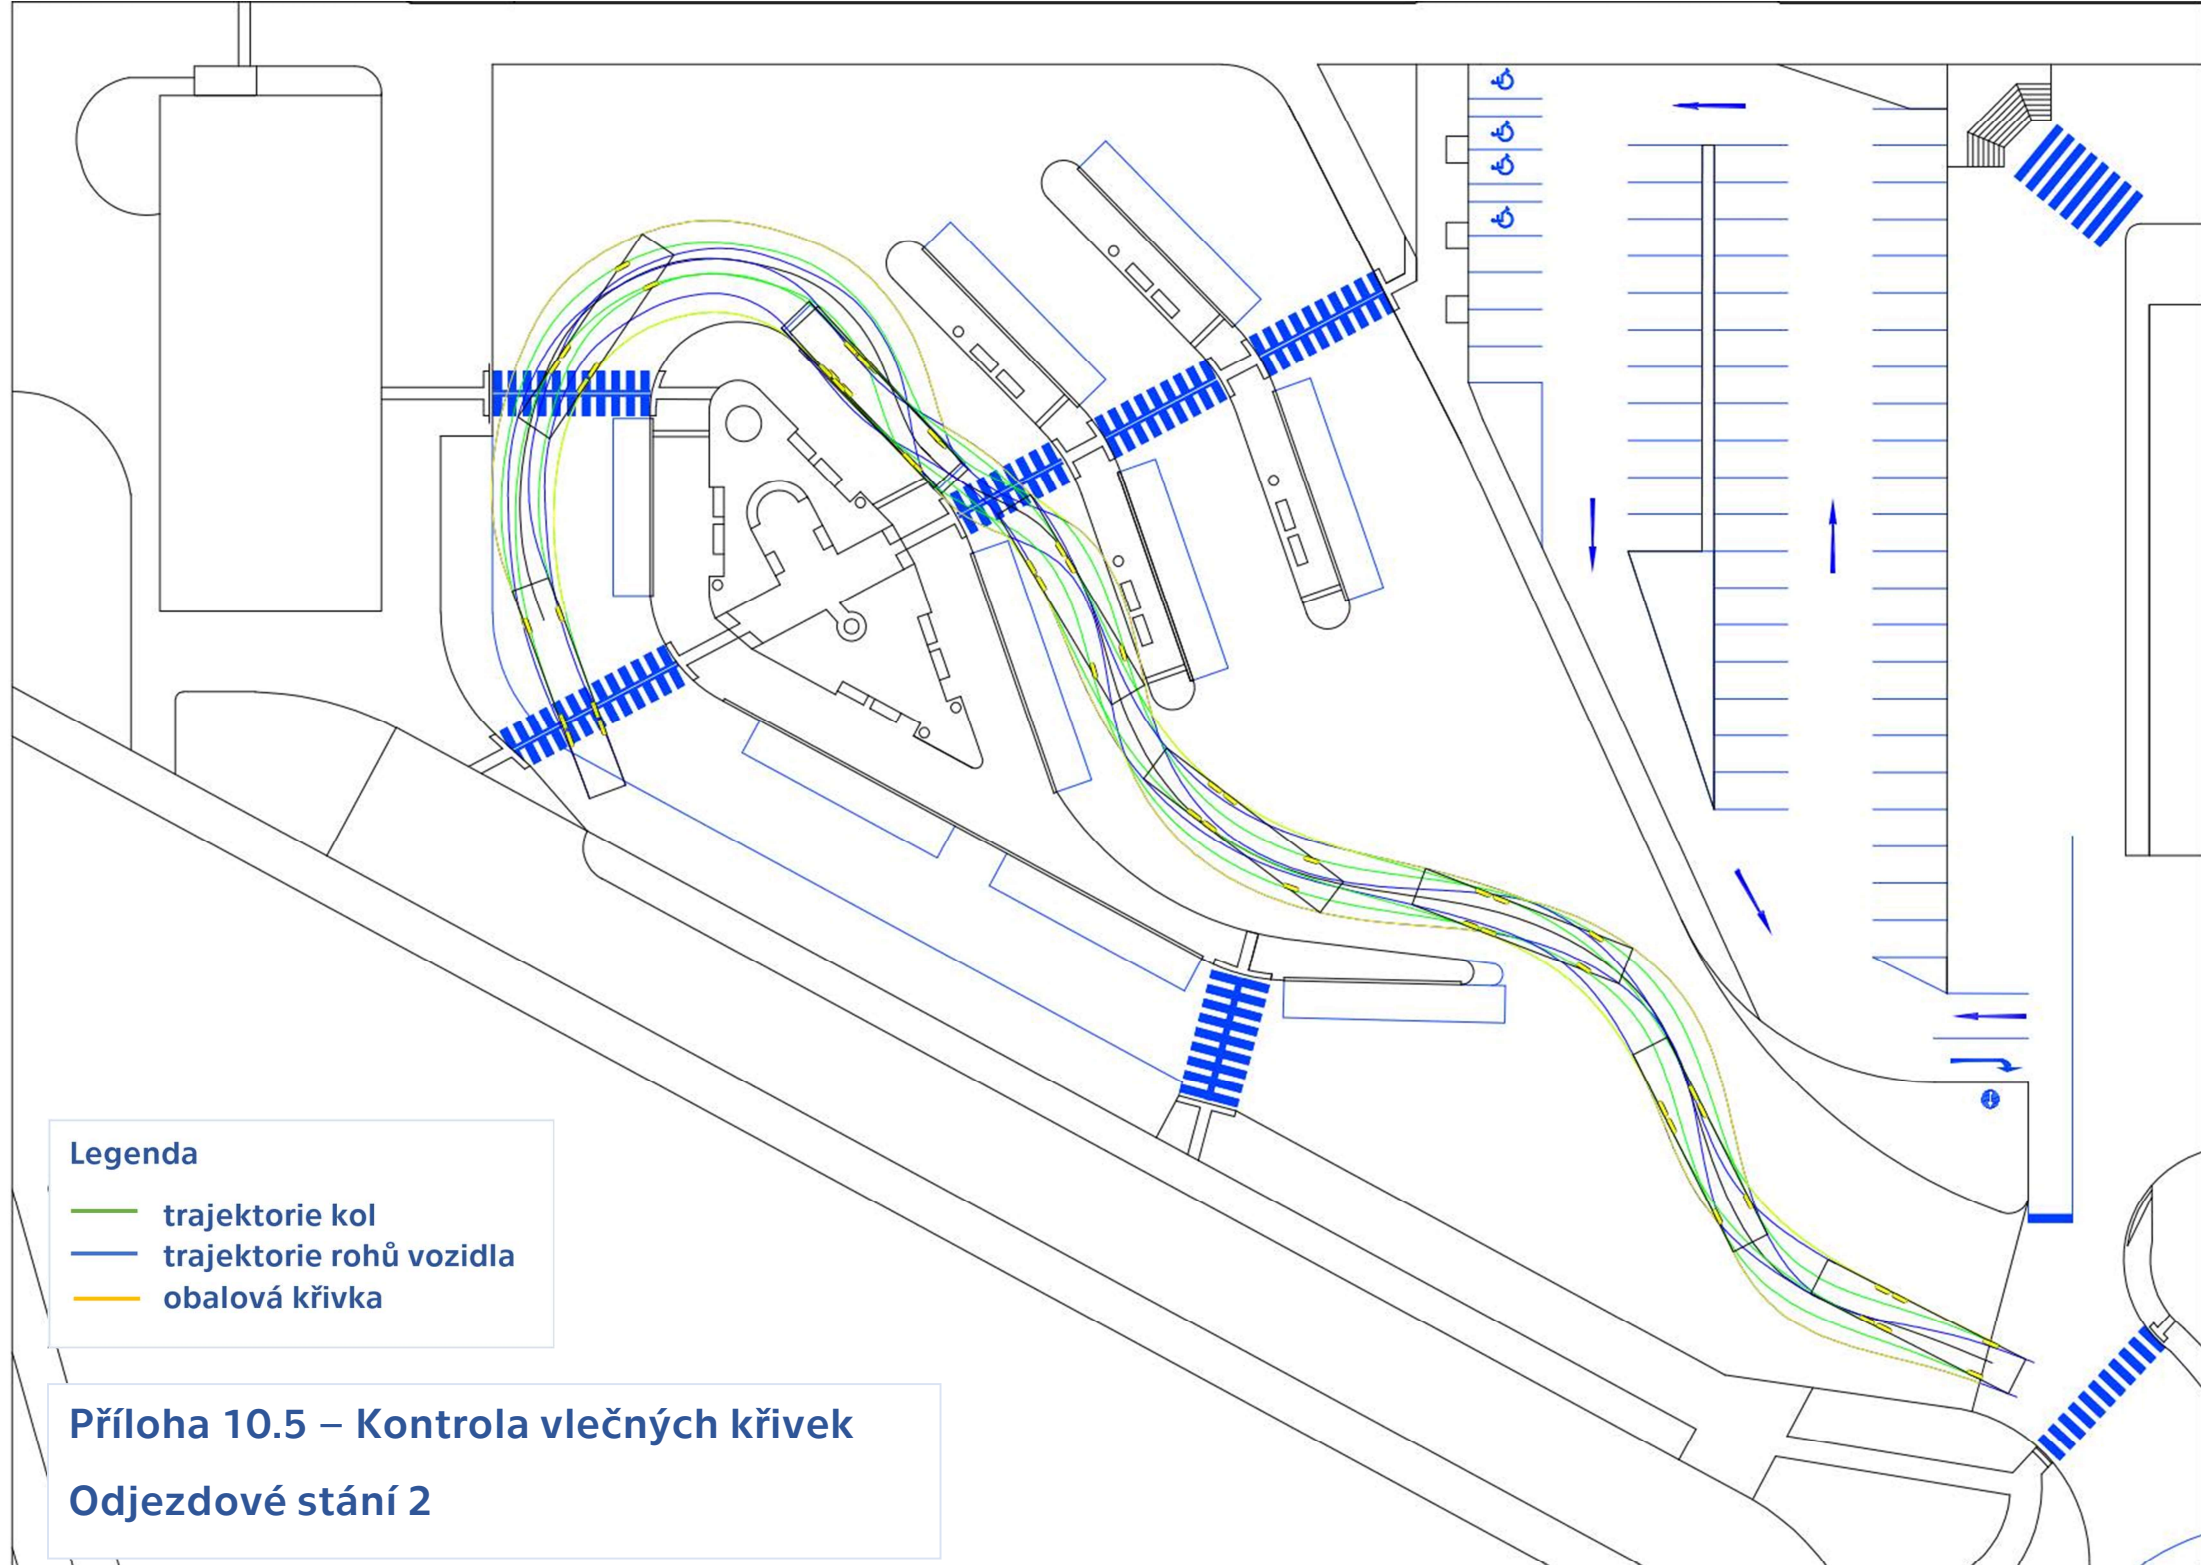 Legenda
trajektorie kol
trajektorie rohů vozidla
obalová křivka
Příloha 10.5 – Kontrola vlečných křivek
Odjezdové stání 2